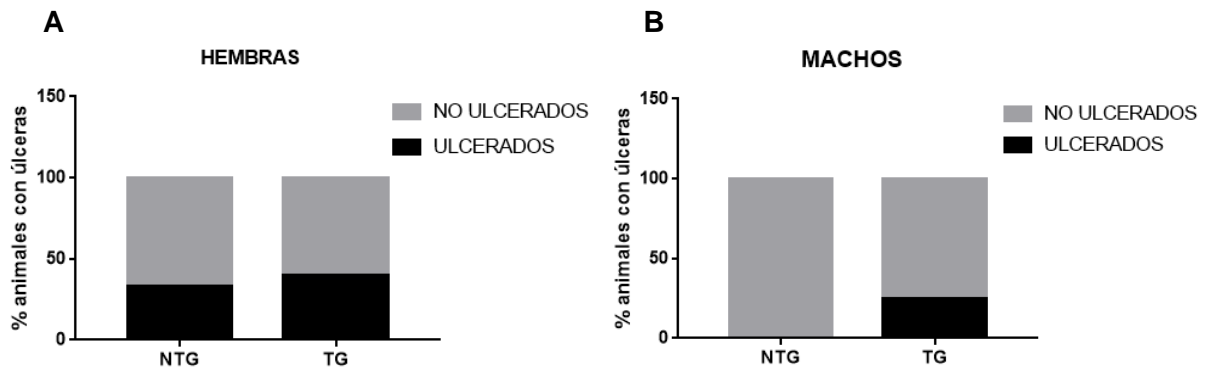 A
HEMBRAS
% animales con úlceras
150
100
50
0
NTG
TG
NO ULCERADOS
ULCERADOS
B
MACHOS
% animales con úlceras
150
100
50
0
NTG
TG
NO ULCERADOS
ULCERADOS